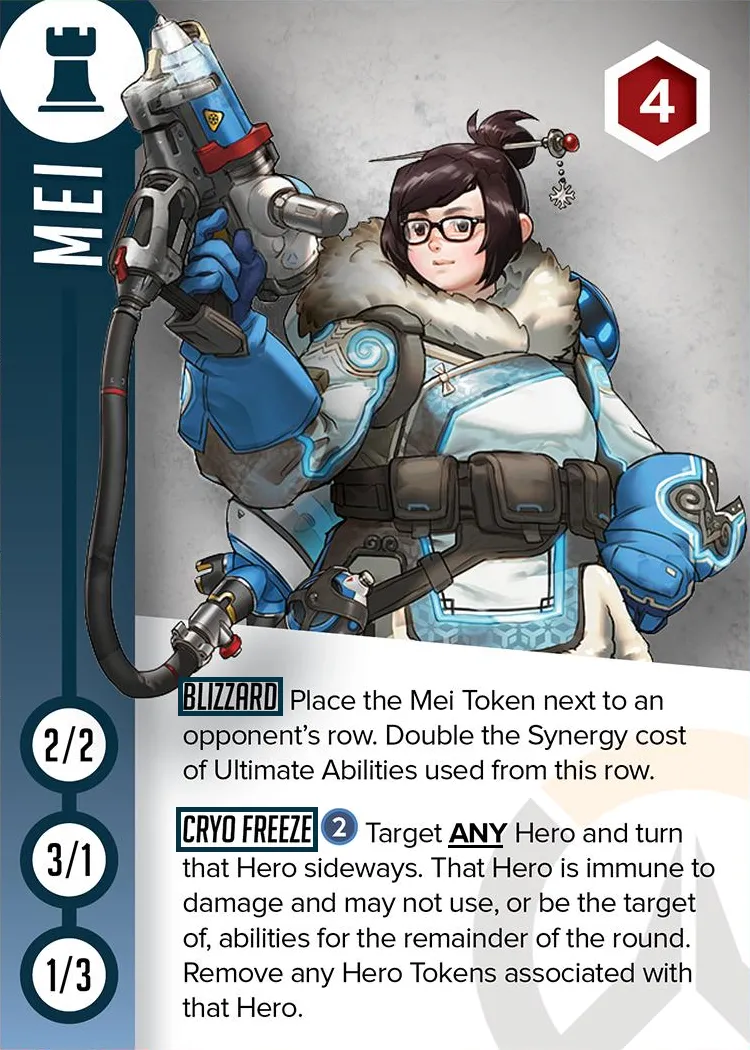 4
MEI
BLIZZARD Place the Mei Token next to an
opponent’s row. Double the Synergy cost
of Ultimate Abilities used from this row.
2/2
CRYO FREEZE 2 Target ANY Hero and turn
that Hero sideways. That Hero is immune to
damage and may not use, or be the target
of, abilities for the remainder of the round.
Remove any Hero Tokens associated with
that Hero.
3/1
1/3